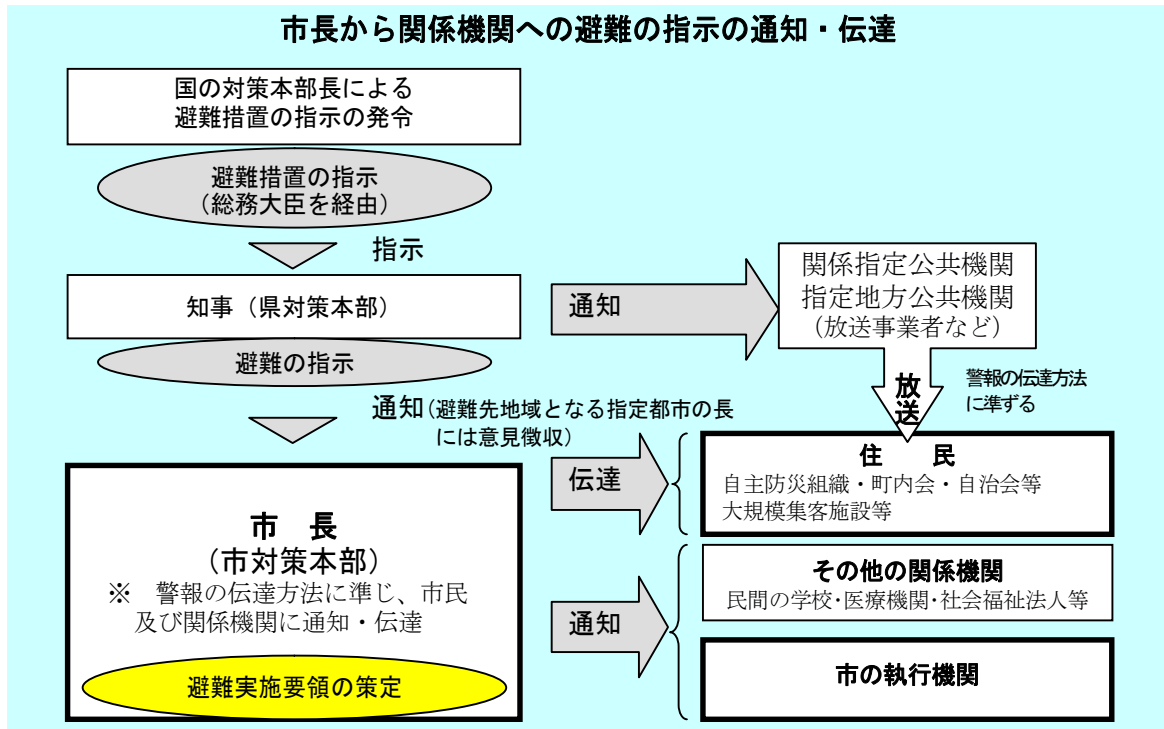 市長から関係機関への避難の指示の通知・伝達
国の対策本部長による
避難措置の指示の発令
避難措置の指示
（総務大臣を経由）
指示
知事（県対策本部）
避難の指示
通知
関係指定公共機関
指定地方公共機関
（放送事業者など）
放送
警報の伝達方法
に準ずる
通知（避難先地域となる指定都市の長
には意見徴収）
市　長
（市対策本部）
※　警報の伝達方法に準じ、市民
及び関係機関に通知・伝達
避難実施要領の策定
伝達
住　民
自主防災組織・町内会・自治会等
大規模集客施設等
通知
その他の関係機関
民間の学校・医療機関・社会福祉法人等
市の執行機関